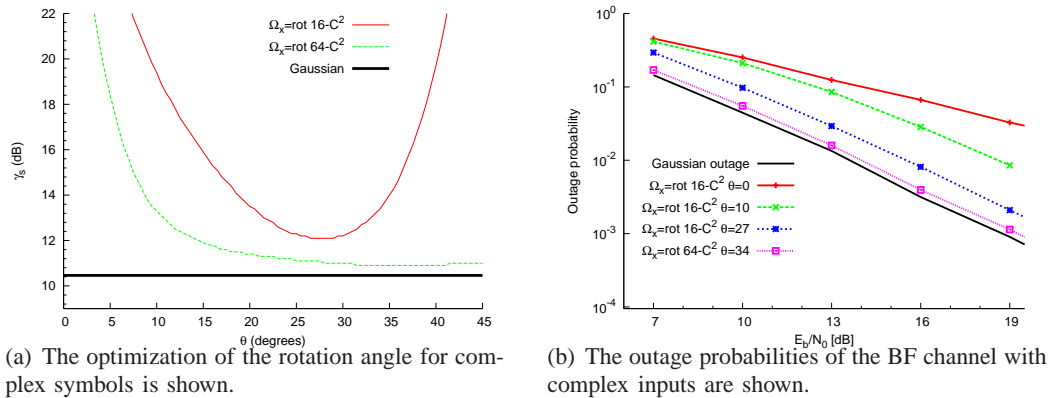 22
20
18
16
14
12
10
γs (dB)
Ωx=rot 16-C²
Ωx=rot 64-C²
Gaussian
0 5 10 15 20 25 30 35 40 45
θ (degrees)
(a) The optimization of the rotation angle for com-
plex symbols is shown.
10⁰
10⁻¹
10⁻²
10⁻³
10⁻⁴
Outage probability
Gaussian outage
Ωx=rot 16-C² θ=0
Ωx=rot 16-C² θ=10
Ωx=rot 16-C² θ=27
Ωx=rot 64-C² θ=34
7 10 13 16 19
Eb/N0 [dB]
(b) The outage probabilities of the BF channel with
complex inputs are shown.